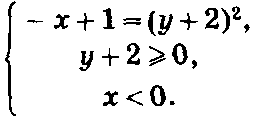 − x + 1 = (y + 2)²,
y + 2 ⩾ 0,
x < 0.